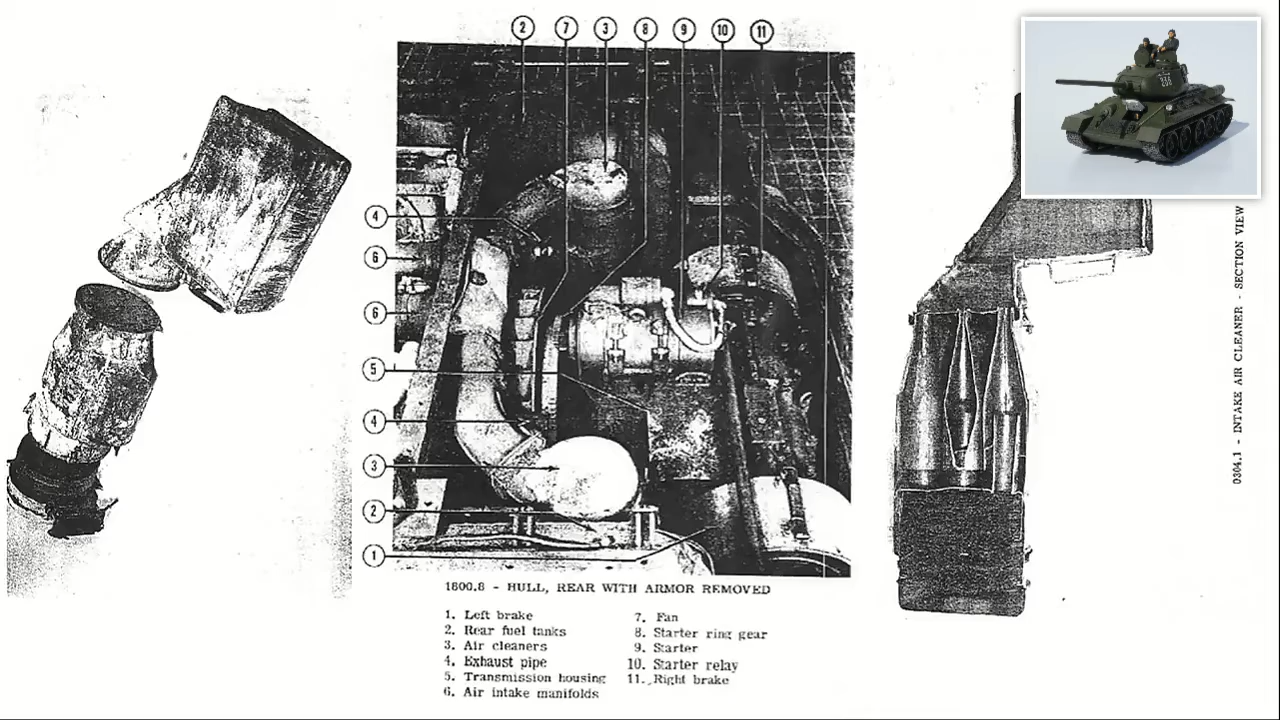 2 7 3 8 9 10 11
4
6
6
5
4
3
2
1
1800.8 - HULL, REAR WITH ARMOR REMOVED
1. Left brake
2. Rear fuel tanks
3. Air cleaners
4. Exhaust pipe
5. Transmission housing
6. Air intake manifolds
7. Fan
8. Starter ring gear
9. Starter
10. Starter relay
11. Right brake
0304.1 - INTAKE AIR CLEANER - SECTION VIEW